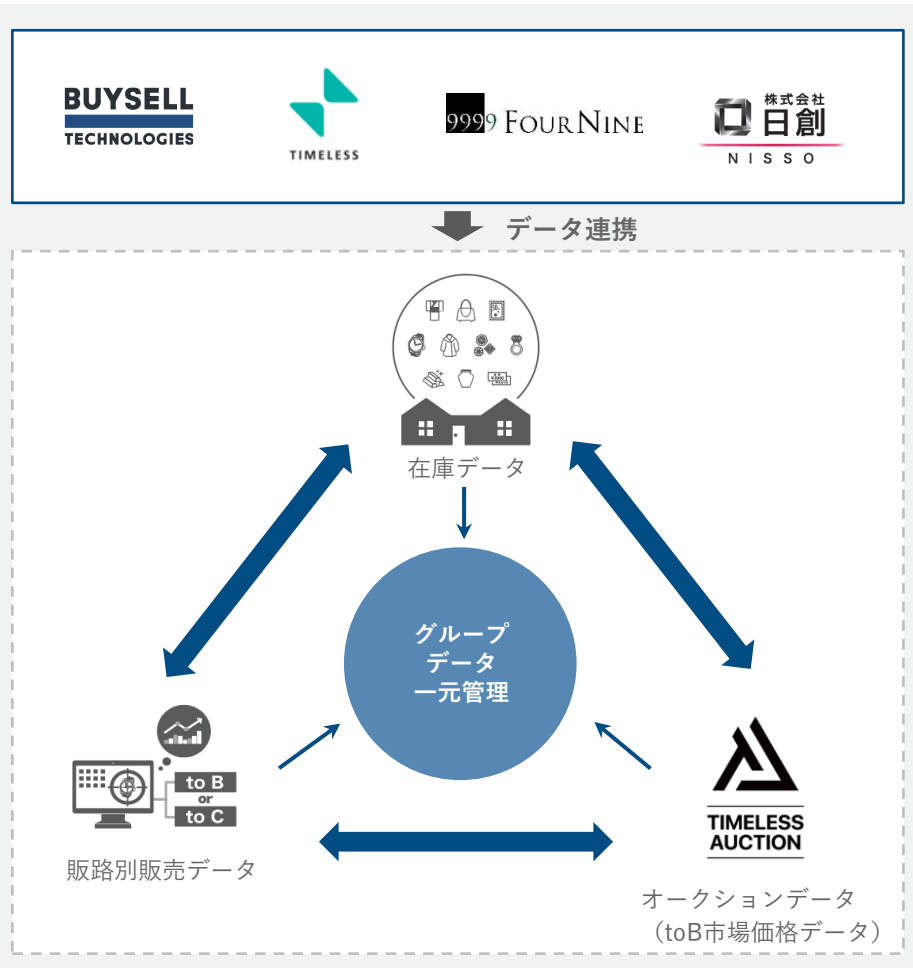 BUYSELL
TECHNOLOGIES
TIMELESS
9999 FOURNINE
株式会社
日創
NISSO
データ連携
在庫データ
グループ
データ
一元管理
to B
or
to C
販路別販売データ
TIMELESS
AUCTION
オークションデータ
（toB市場価格データ）